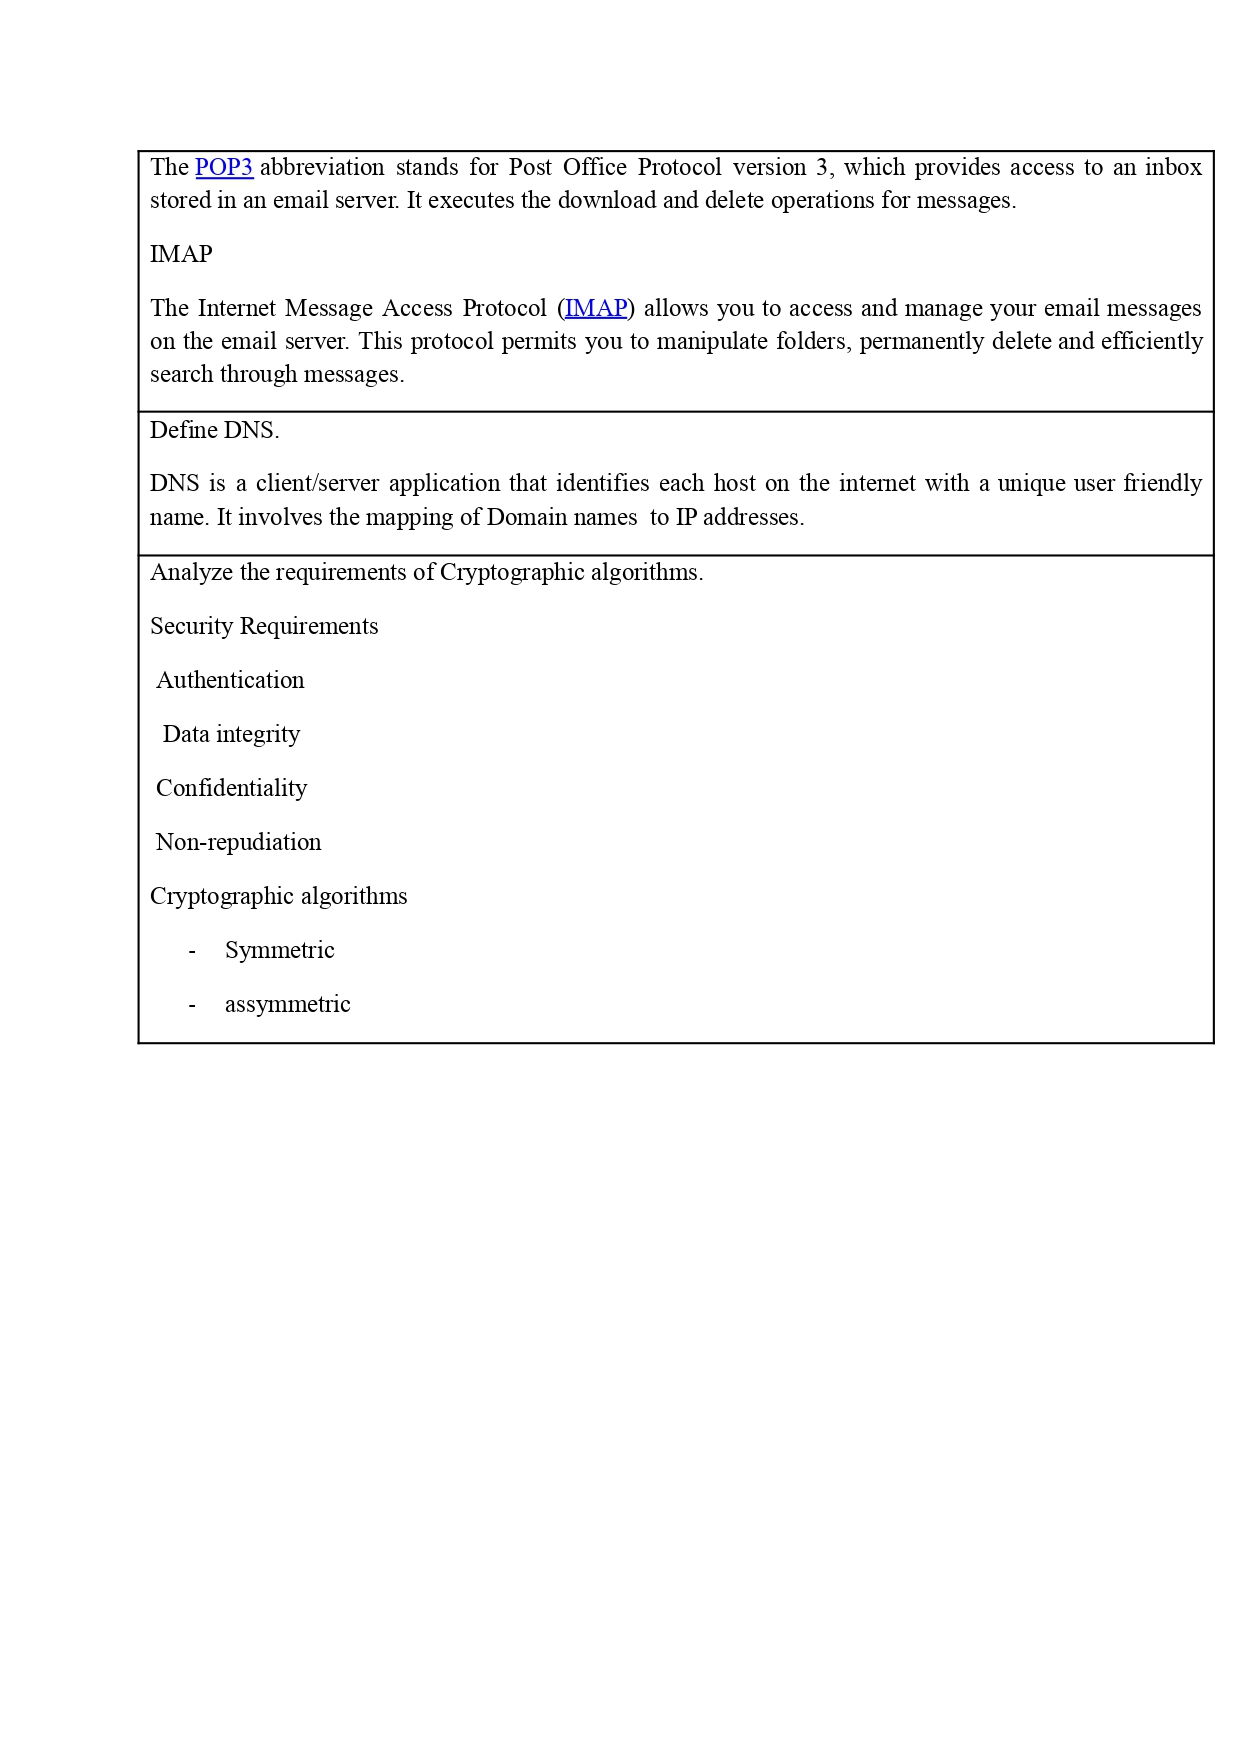 The POP3 abbreviation stands for Post Office Protocol version 3, which provides access to an inbox
stored in an email server. It executes the download and delete operations for messages.
IMAP
The Internet Message Access Protocol (IMAP) allows you to access and manage your email messages
on the email server. This protocol permits you to manipulate folders, permanently delete and efficiently
search through messages.
Define DNS.
DNS is a client/server application that identifies each host on the internet with a unique user friendly
name. It involves the mapping of Domain names  to IP addresses.
Analyze the requirements of Cryptographic algorithms.
Security Requirements
Authentication
Data integrity
Confidentiality
Non-repudiation
Cryptographic algorithms
- Symmetric
- assymmetric